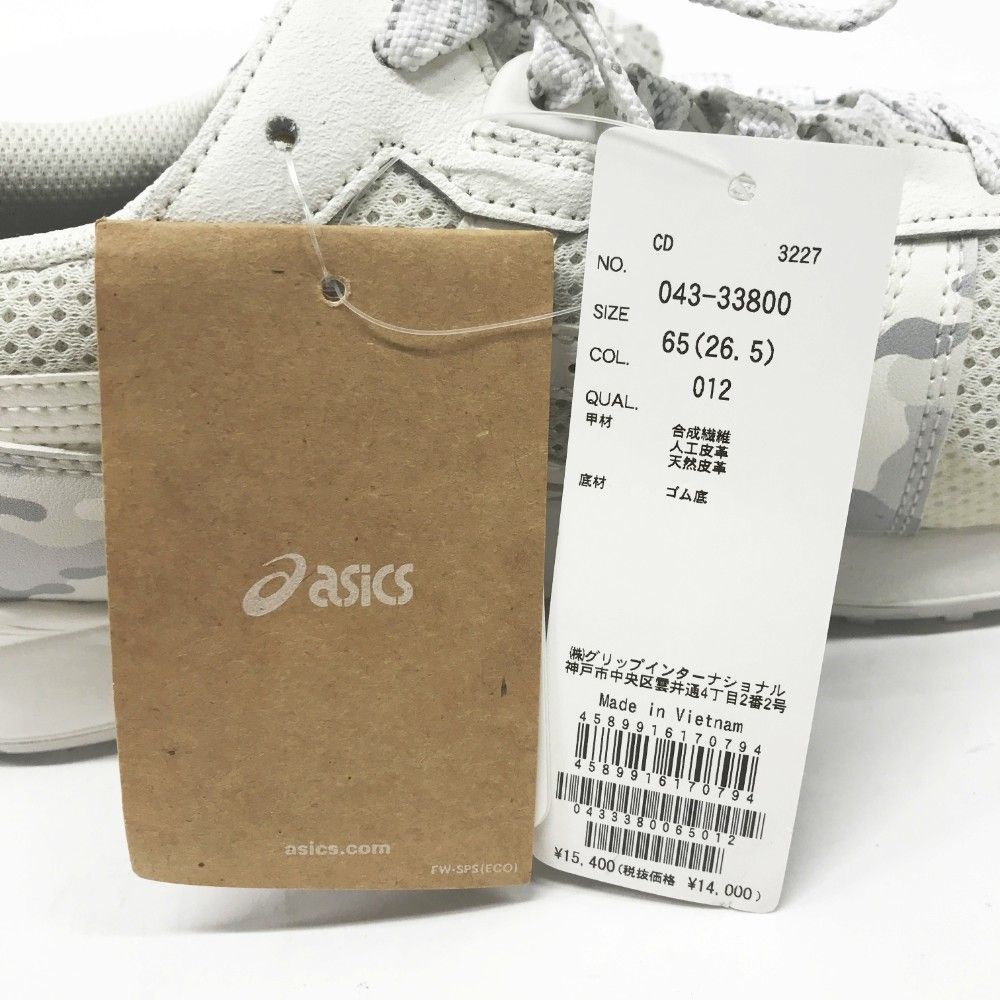 asics
asics.com
FW-SPS(ECO)
CD 3227
NO. 043-33800
SIZE 65(26.5)
COL. 012
QUAL.
甲材 合成繊維
人工皮革
天然皮革
底材 ゴム底
㈱グリップインターナショナル
神戸市中央区雲井通4丁目2番2号
Made in Vietnam
4589916170794
4589916170794
0433380065012
¥15.400(税抜価格 ¥14.000)